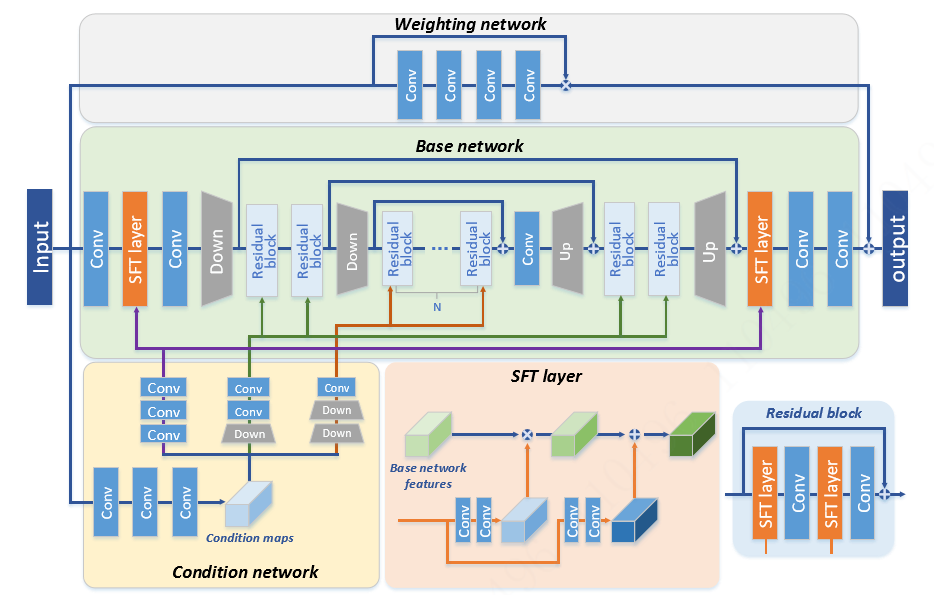 Weighting network
Conv
Conv
Conv
Conv
Base network
Input
Conv
SFT layer
Conv
Down
Residual
block
Residual
block
Down
Residual
block
Residual
block
N
Conv
Up
Residual
block
Residual
block
Up
SFT layer
Conv
Conv
output
Conv
Conv
Conv
Conv
Conv
Down
Conv
Down
Down
Conv
Conv
Conv
Condition maps
Condition network
SFT layer
Base network
features
Conv
Conv
Conv
Conv
Residual block
SFT layer
Conv
SFT layer
Conv